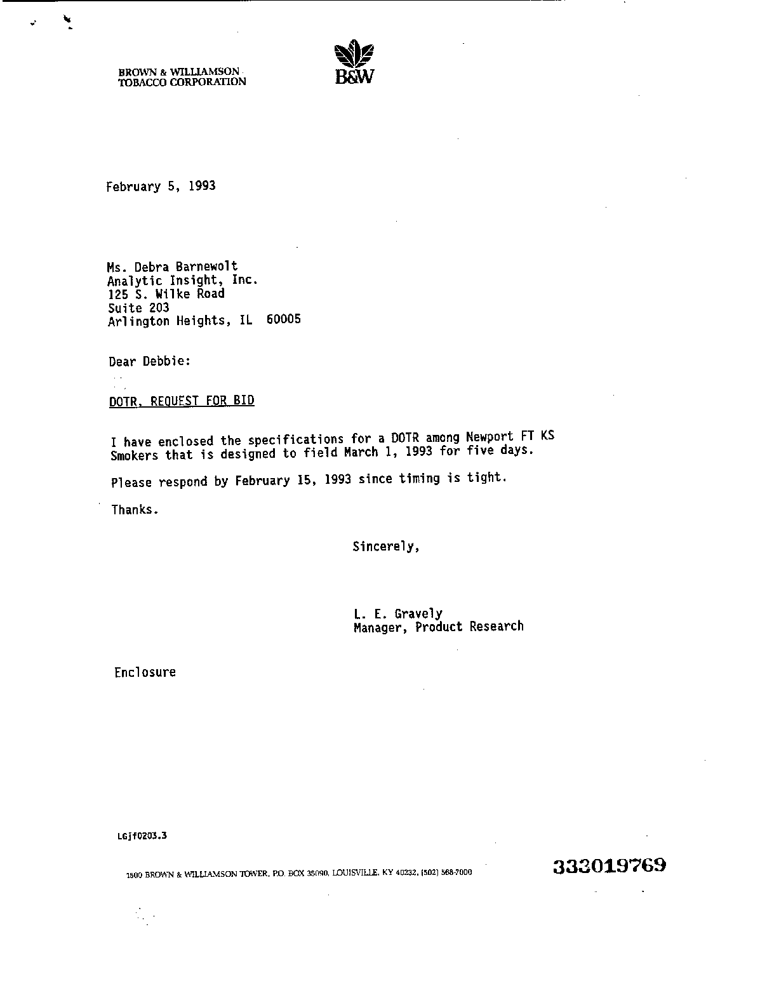 BROWN & WILLIAMSON
TOBACCO CORPORATION
B&W
February 5, 1993
Ms. Debra Barnewolt
Analytic Insight, Inc.
125 S. Wilke Road
Suite 203
Arlington Heights, IL 60005
Dear Debbie:
DOTR, REQUEST FOR BID
I have enclosed the specifications for a DOTR among Newport FT KS
Smokers that is designed to field March 1, 1993 for five days.
Please respond by February 15, 1993 since timing is tight.
Thanks.
Sincerely,
L. E. Gravely
Manager, Product Research
Enclosure
LGjf0203.3
1500 BROWN & WILLIAMSON TOWER, P.O. BOX 35090, LOUISVILLE, KY 40232, (502) 568-7000
333019769